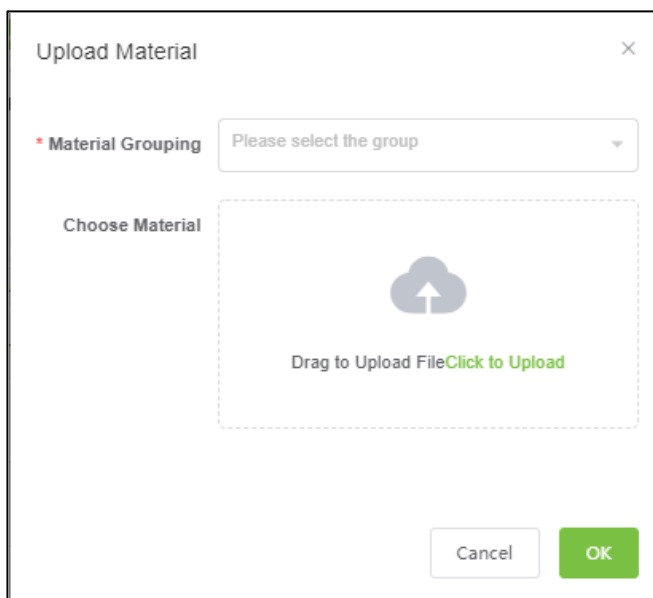 Upload Material
* Material Grouping
Please select the group
Choose Material
Drag to Upload FileClick to Upload
Cancel
OK